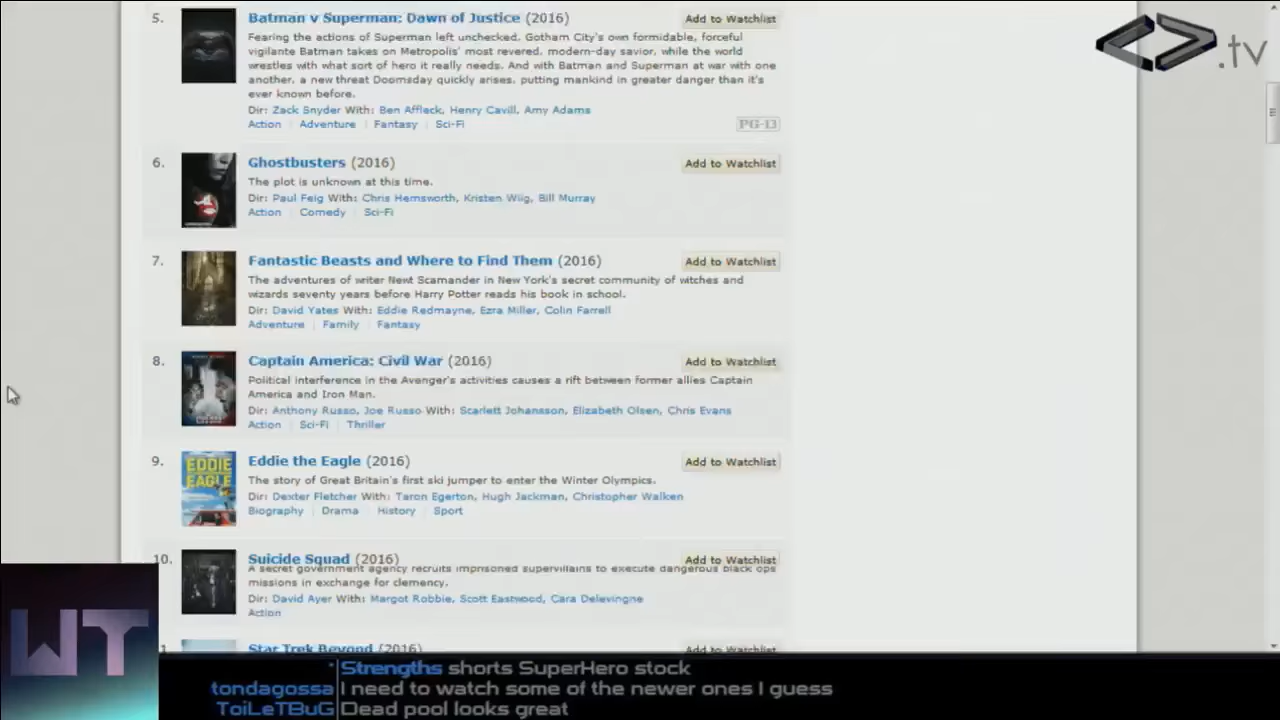 <>.tv
5. Batman v Superman: Dawn of Justice (2016) Add to Watchlist
Fearing the actions of Superman left unchecked, Gotham City's own formidable, forceful
vigilante Batman takes on Metropolis' most revered, modern-day savior, while the world
wrestles with what sort of hero it really needs. And with Batman and Superman at war with one
another, a new threat Doomsday quickly arises, putting mankind in greater danger than it's
ever known before.
Dir: Zack Snyder With: Ben Affleck, Henry Cavill, Amy Adams
Action | Adventure | Fantasy | Sci-Fi PG-13
6. Ghostbusters (2016) Add to Watchlist
The plot is unknown at this time.
Dir: Paul Feig With: Chris Hemsworth, Kristen Wiig, Bill Murray
Action | Comedy | Sci-Fi
7. Fantastic Beasts and Where to Find Them (2016) Add to Watchlist
The adventures of writer Newt Scamander in New York's secret community of witches and
wizards seventy years before Harry Potter reads his book in school.
Dir: David Yates With: Eddie Redmayne, Ezra Miller, Colin Farrell
Adventure | Family | Fantasy
8. Captain America: Civil War (2016) Add to Watchlist
Political interference in the Avenger's activities causes a rift between former allies Captain
America and Iron Man.
Dir: Anthony Russo, Joe Russo With: Scarlett Johansson, Elizabeth Olsen, Chris Evans
Action | Sci-Fi | Thriller
9. Eddie the Eagle (2016) Add to Watchlist
EDDIE
EAGLE
The story of Great Britain's first ski jumper to enter the Winter Olympics.
Dir: Dexter Fletcher With: Taron Egerton, Hugh Jackman, Christopher Walken
Biography | Drama | History | Sport
10. Suicide Squad (2016) Add to Watchlist
A secret government agency recruits imprisoned supervillains to execute dangerous black ops
missions in exchange for clemency.
Dir: David Ayer With: Margot Robbie, Scott Eastwood, Cara Delevingne
Action
Star Trek Beyond (2016) Add to Watchlist
WT
* Strengths shorts SuperHero stock
tondagossa I need to watch some of the newer ones I guess
ToiLeTBuG Dead pool looks great